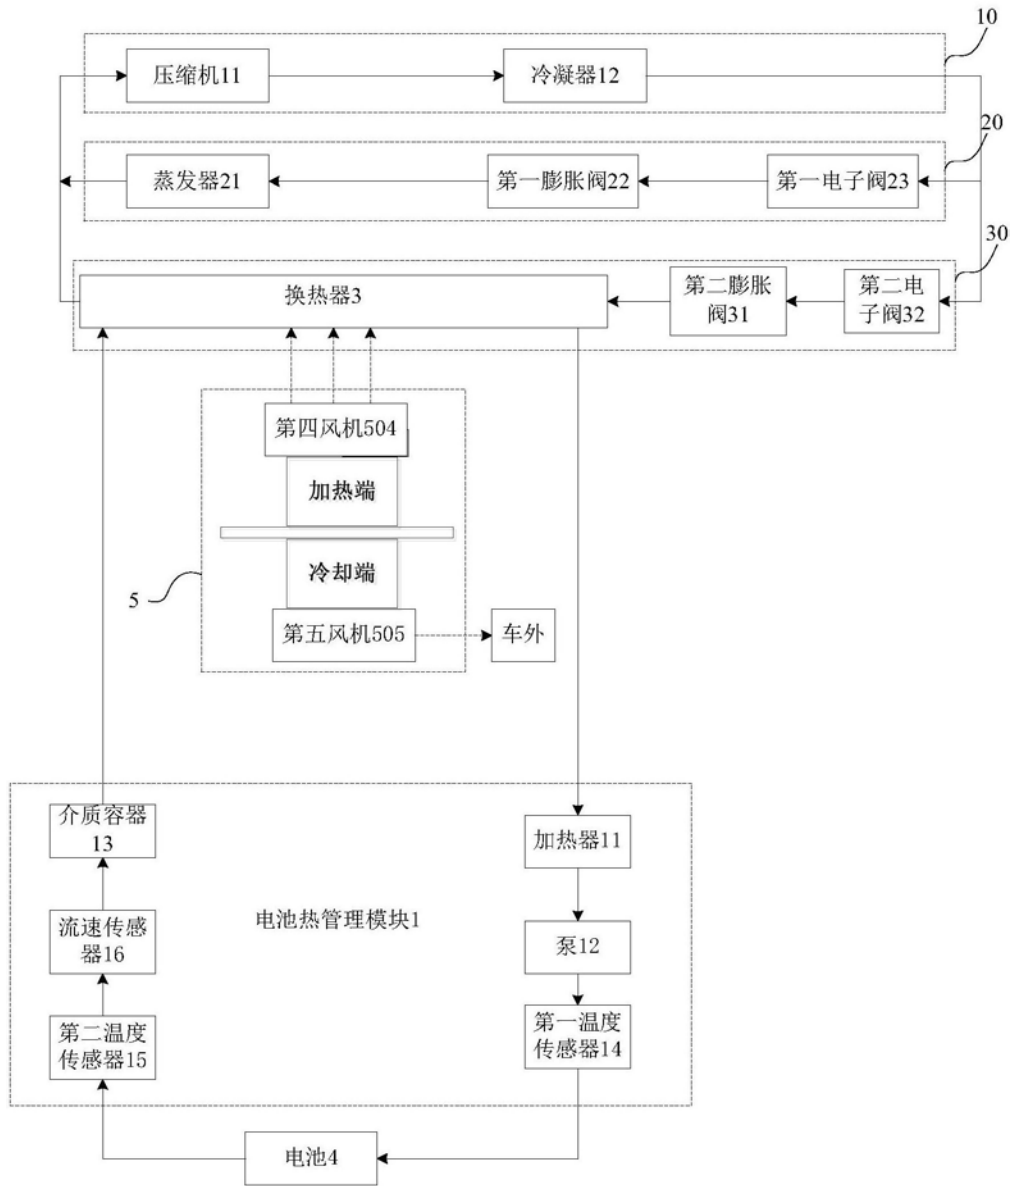 10
压缩机11
冷凝器12
20
蒸发器21
第一膨胀阀22
第一电子阀23
30
换热器3
第二膨胀
阀31
第二电
子阀32
第四风机504
加热端
冷却端
5
第五风机505
车外
介质容器
13
加热器11
流速传感
器16
电池热管理模块1
泵12
第二温度
传感器15
第一温度
传感器14
电池4